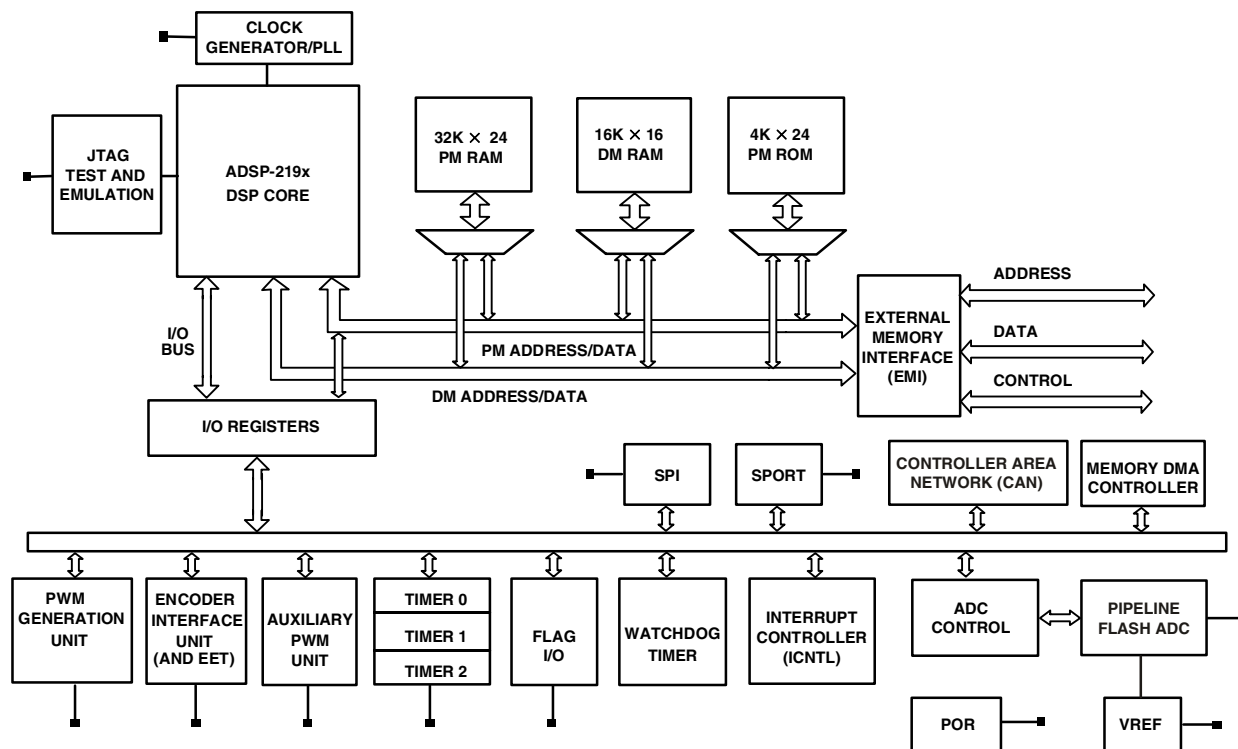 CLOCK
GENERATOR/PLL
JTAG
TEST AND
EMULATION
ADSP-219x
DSP CORE
32K × 24
PM RAM
16K × 16
DM RAM
4K × 24
PM ROM
I/O
BUS
PM ADDRESS/DATA
DM ADDRESS/DATA
EXTERNAL
MEMORY
INTERFACE
(EMI)
ADDRESS
DATA
CONTROL
I/O REGISTERS
SPI
SPORT
CONTROLLER AREA
NETWORK (CAN)
MEMORY DMA
CONTROLLER
PWM
GENERATION
UNIT
ENCODER
INTERFACE
UNIT
(AND EET)
AUXILIARY
PWM
UNIT
TIMER 0
TIMER 1
TIMER 2
FLAG
I/O
WATCHDOG
TIMER
INTERRUPT
CONTROLLER
(ICNTL)
ADC
CONTROL
PIPELINE
FLASH ADC
POR
VREF